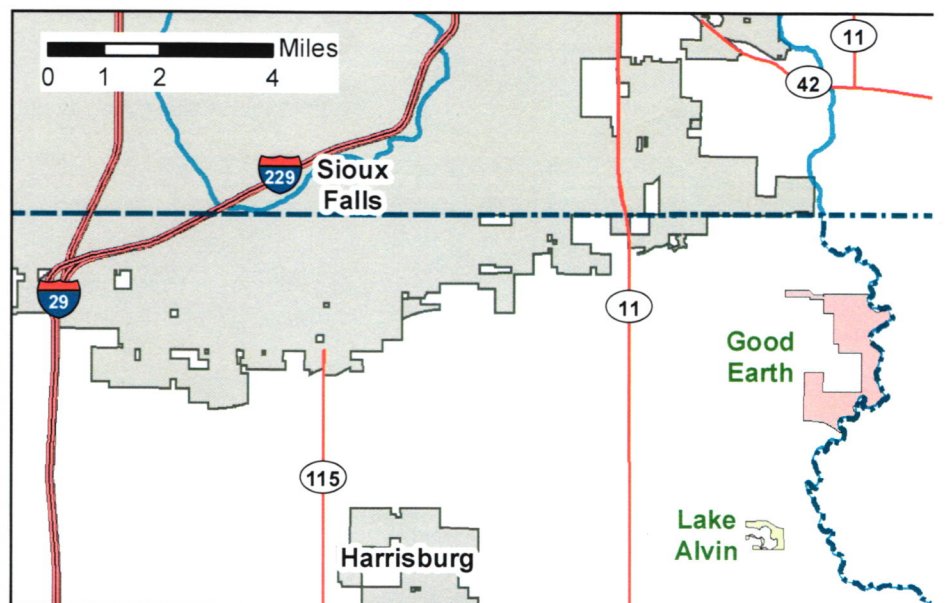 Miles
0 1 2 4
11
42
229
Sioux
Falls
29
11
Good
Earth
115
Lake
Alvin
Harrisburg